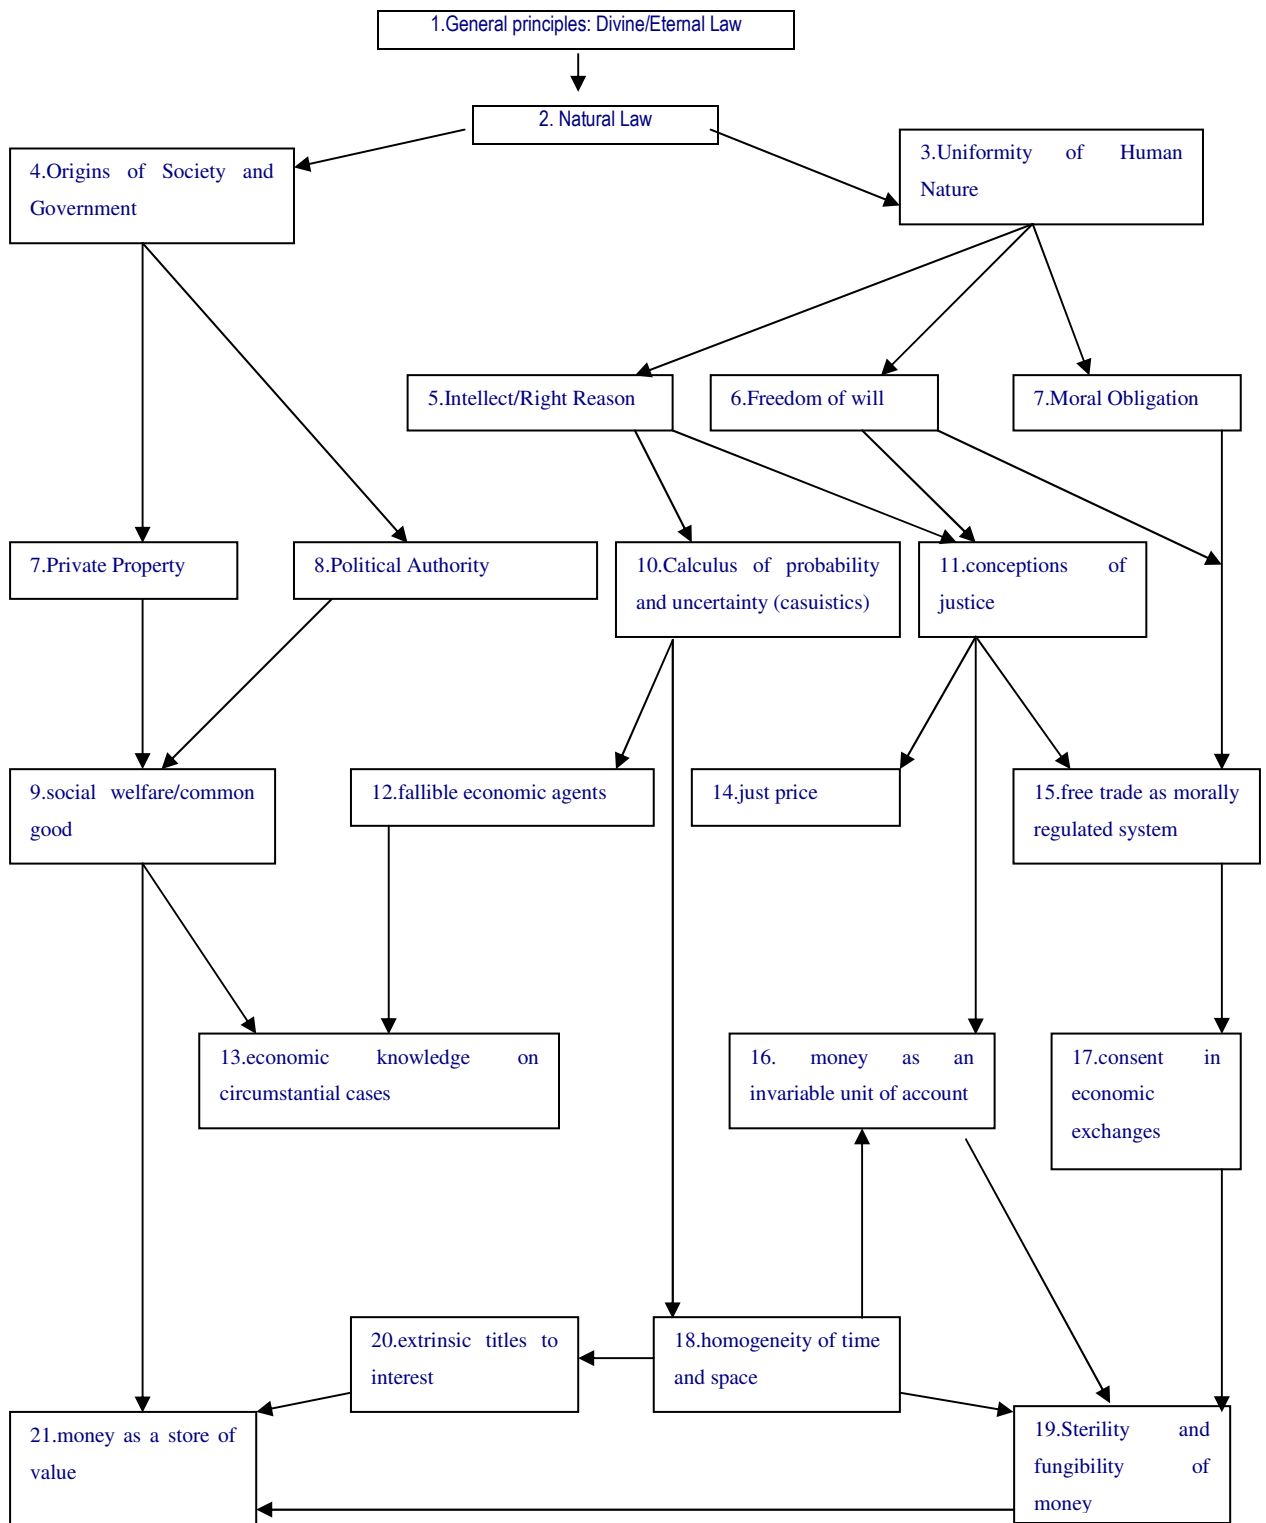 1.General principles: Divine/Eternal Law
2. Natural Law
3.Uniformity of Human
Nature
4.Origins of Society and
Government
5.Intellect/Right Reason
6.Freedom of will
7.Moral Obligation
7.Private Property
8.Political Authority
10.Calculus of probability
and uncertainty (casuistics)
11.conceptions of
justice
9.social welfare/common
good
12.fallible economic agents
14.just price
15.free trade as morally
regulated system
13.economic knowledge on
circumstantial cases
16. money as an
invariable unit of account
17.consent in
economic
exchanges
20.extrinsic titles to
interest
18.homogeneity of time
and space
21.money as a store of
value
19.Sterility and
fungibility of
money